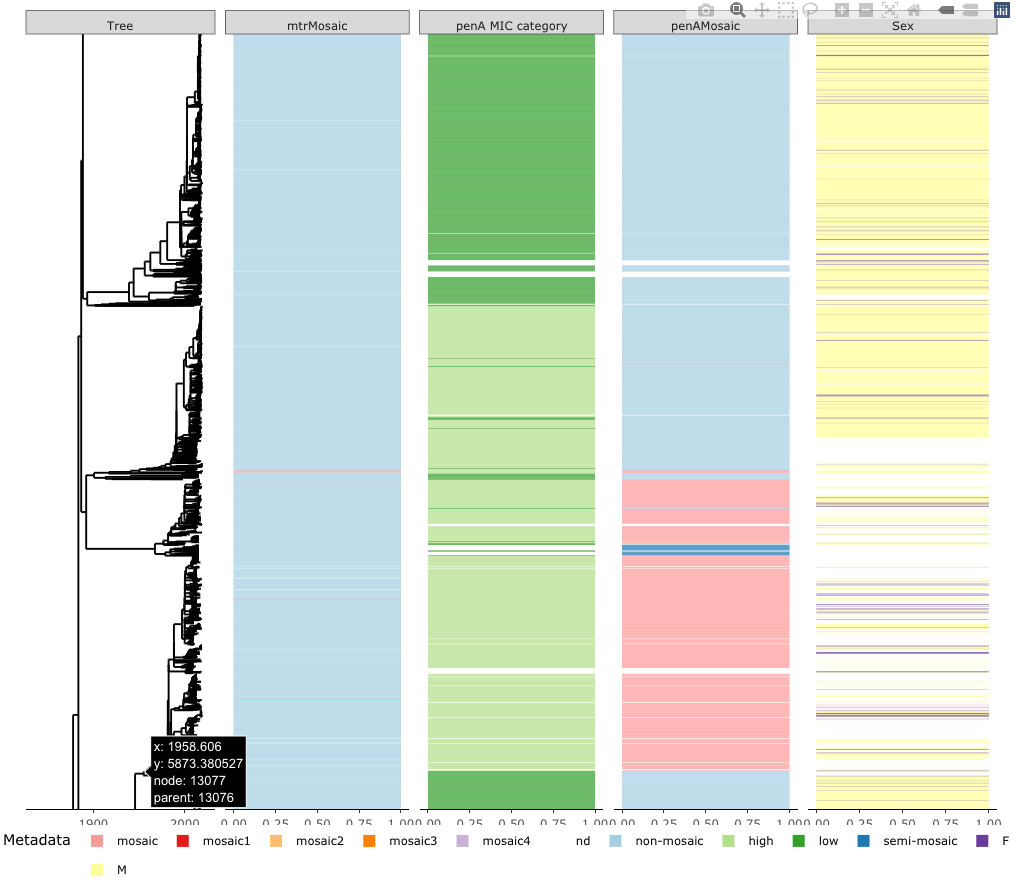 Tree mtrMosaic penA MIC category penAMosaic Sex
x: 1958.606
y: 5873.380527
node: 13077
parent: 13076
1900 2000 0.00 0.25 0.50 0.75 1.00 0.00 0.25 0.50 0.75 1.00 0.00 0.25 0.50 0.75 1.00 0.00 0.25 0.50 0.75 1.00
Metadata mosaic mosaic1 mosaic2 mosaic3 mosaic4 nd non-mosaic high low semi-mosaic F
M